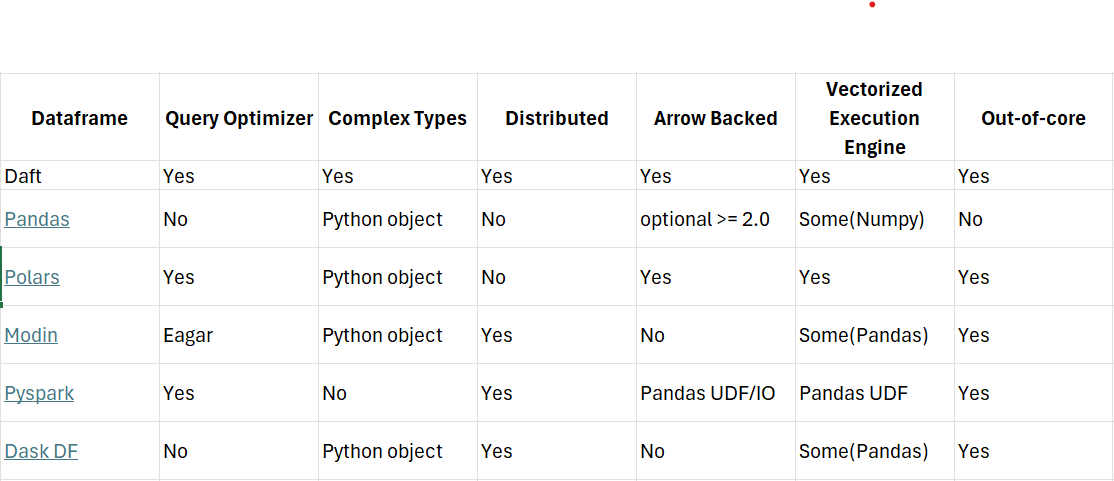 Dataframe Query Optimizer Complex Types Distributed Arrow Backed Vectorized Execution Engine Out-of-core
Daft Yes Yes Yes Yes Yes Yes
Pandas No Python object No optional >= 2.0 Some(Numpy) No
Polars Yes Python object No Yes Yes Yes
Modin Eagar Python object Yes No Some(Pandas) Yes
Pyspark Yes No Yes Pandas UDF/IO Pandas UDF Yes
Dask DF No Python object Yes No Some(Pandas) Yes